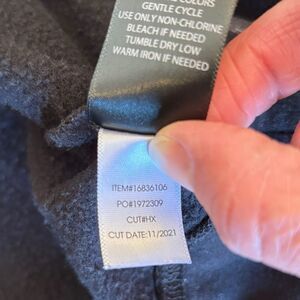 COLORS
GENTLE CYCLE
USE ONLY NON-CHLORINE
BLEACH IF NEEDED
TUMBLE DRY LOW
WARM IRON IF NEEDED
ITEM#16836106
PO#1972309
CUT#HX
CUT DATE:11/2021